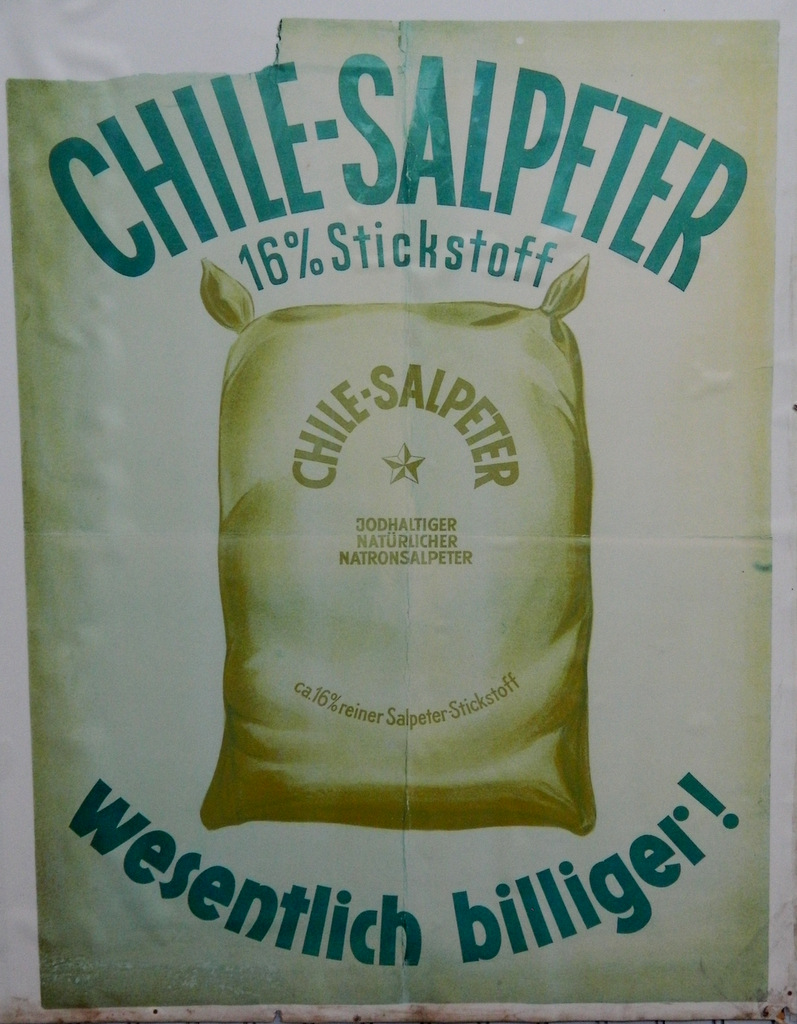 CHILE-SALPETER
16% Stickstoff
CHILE-SALPETER
JODHALTIGER
NATÜRLICHER
NATRONSALPETER
ca.16% reiner Salpeter-Stickstoff
wesentlich billiger!